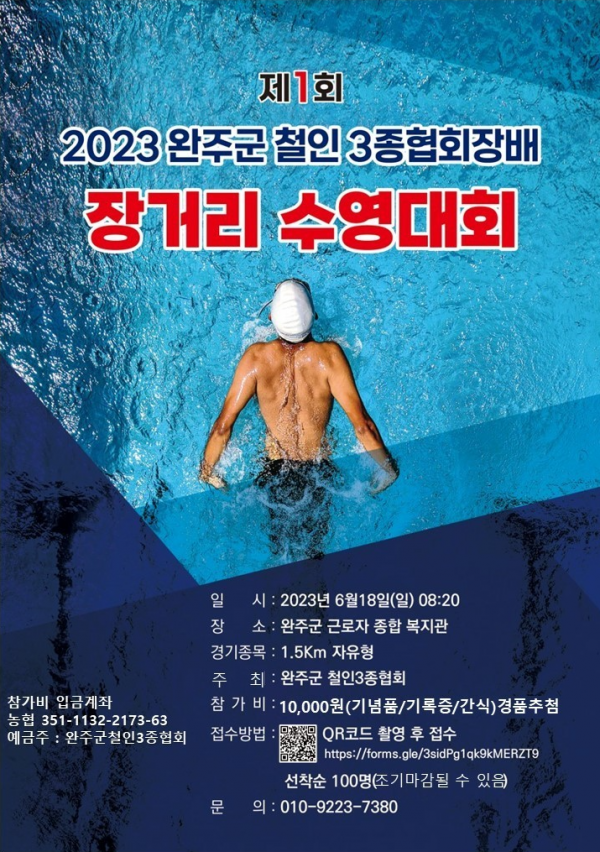 제1회
2023 완주군 철인 3종협회장배
장거리 수영대회
일 시 : 2023년 6월18일(일) 08:20
장 소 : 완주군 근로자 종합 복지관
경기종목 : 1.5Km 자유형
주 최 : 완주군 철인3종협회
참 가 비 : 10,000원(기념품/기록증/간식)경품추첨
접수방법 : QR코드 촬영 후 접수
https://forms.gle/3sidPg1qk9kMERZT9
선착순 100명(조기마감될 수 있음)
문 의 : 010-9223-7380
참가비 입금계좌
농협 351-1132-2173-63
예금주 : 완주군철인3종협회